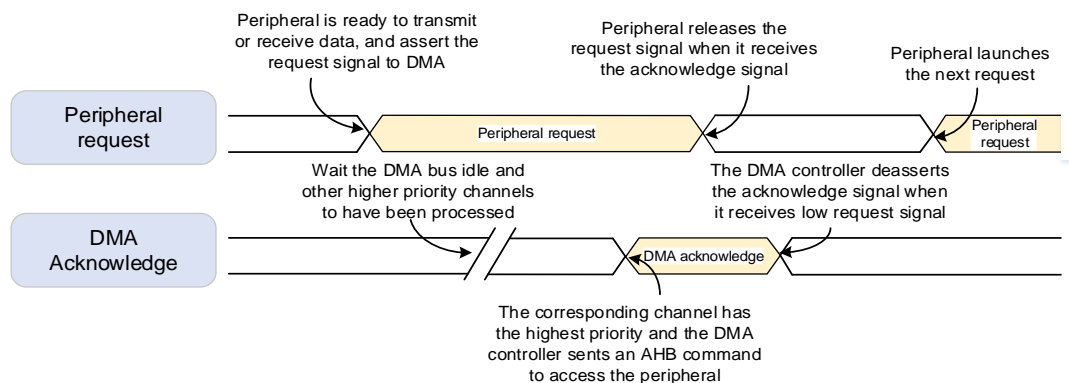 Peripheral is ready to transmit
or receive data, and assert the
request signal to DMA
Peripheral releases the
request signal when it receives
the acknowledge signal
Peripheral launches
the next request
Peripheral
request
Peripheral request
Peripheral
request
Wait the DMA bus idle and
other higher priority channels
to have been processed
The DMA controller deasserts
the acknowledge signal when
it receives low request signal
DMA
Acknowledge
DMA acknowledge
The corresponding channel has
the highest priority and the DMA
controller sents an AHB command
to access the peripheral